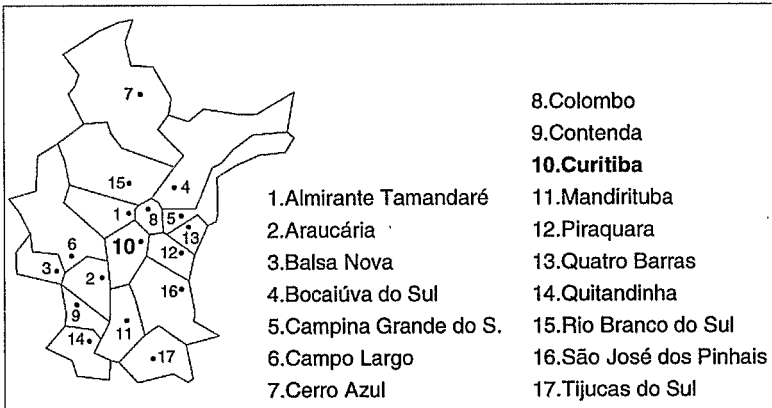 7
15
4
1
8
5
13
10
12
6
3
2
16
9
11
14
17
1.Almirante Tamandaré
2.Araucária
3.Balsa Nova
4.Bocaiúva do Sul
5.Campina Grande do S.
6.Campo Largo
7.Cerro Azul
8.Colombo
9.Contenda
10.Curitiba
11.Mandirituba
12.Piraquara
13.Quatro Barras
14.Quitandinha
15.Rio Branco do Sul
16.São José dos Pinhais
17.Tijucas do Sul